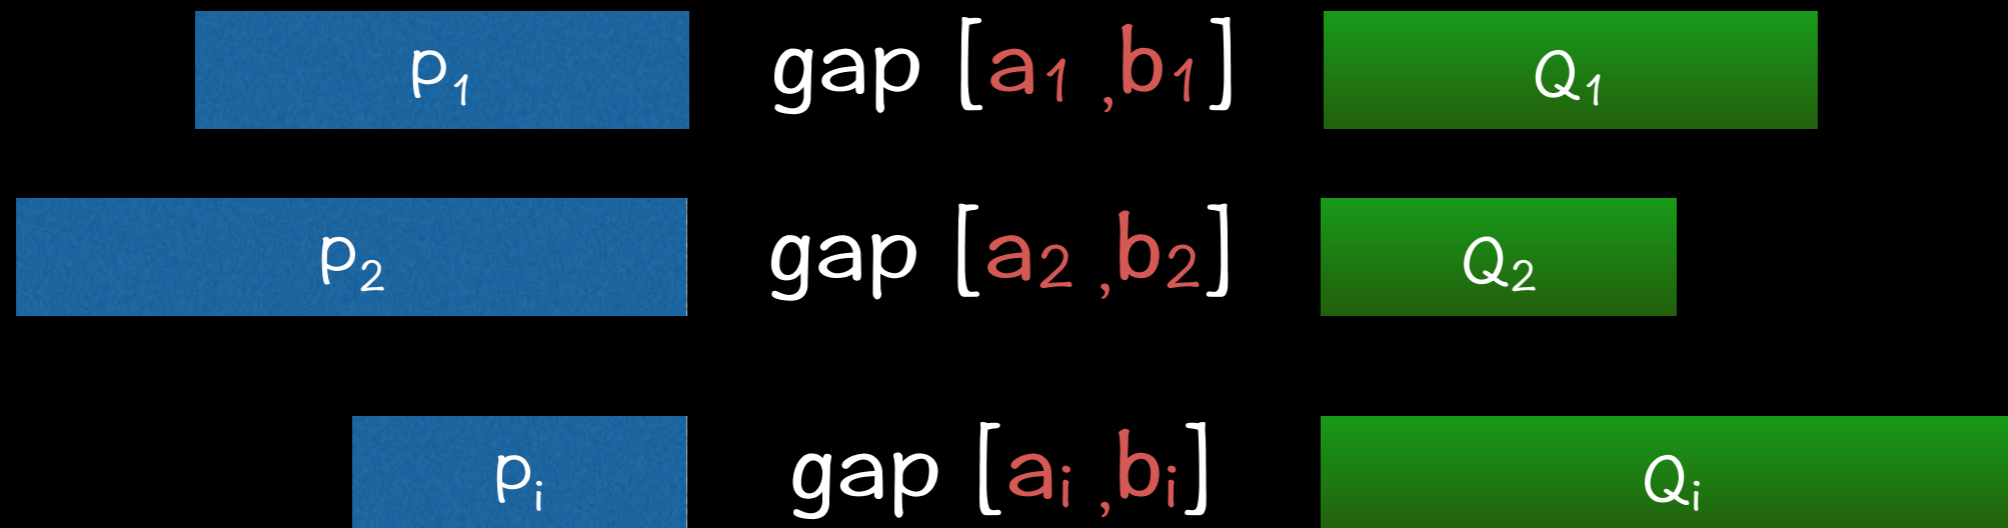 p₁ gap [a₁ ,b₁] Q₁
p₂ gap [a₂ ,b₂] Q₂
pᵢ gap [aᵢ ,bᵢ] Qᵢ